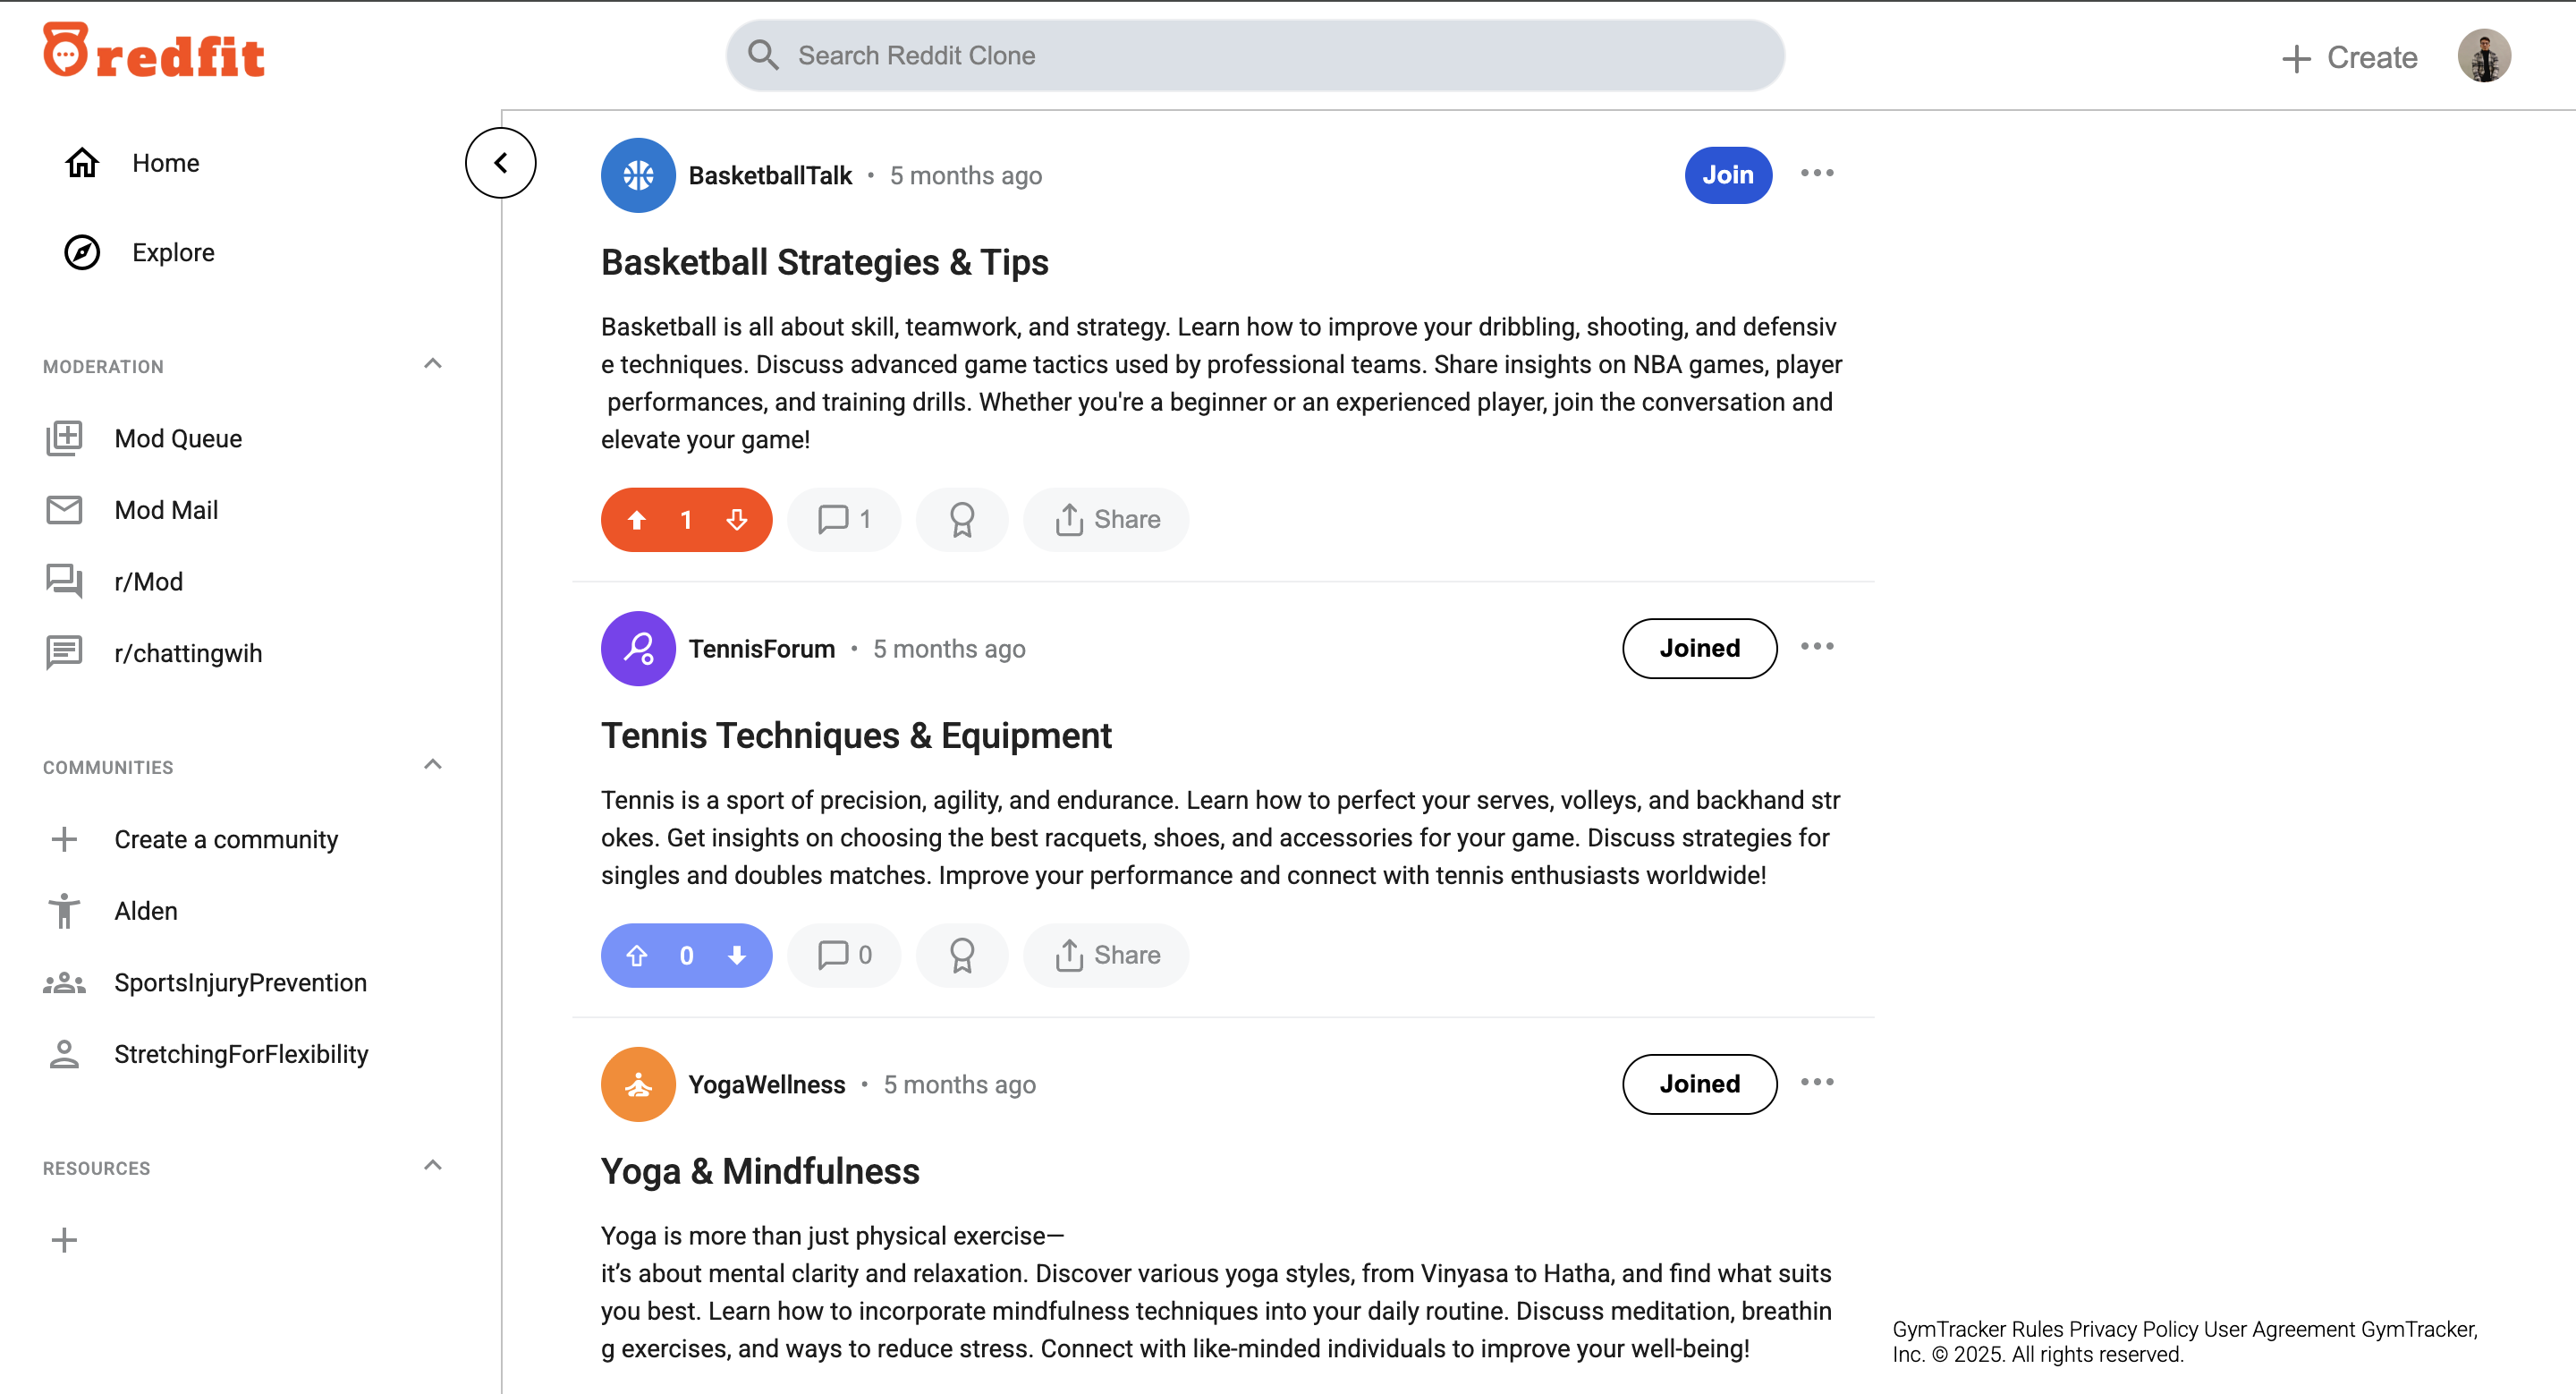 redfit
Search Reddit Clone
Create
Home
Explore
MODERATION
Mod Queue
Mod Mail
r/Mod
r/chattingwih
COMMUNITIES
Create a community
Alden
SportsInjuryPrevention
StretchingForFlexibility
RESOURCES
BasketballTalk • 5 months ago
Join
Basketball Strategies & Tips
Basketball is all about skill, teamwork, and strategy. Learn how to improve your dribbling, shooting, and defensiv
e techniques. Discuss advanced game tactics used by professional teams. Share insights on NBA games, player
performances, and training drills. Whether you're a beginner or an experienced player, join the conversation and
elevate your game!
1
1
Share
TennisForum • 5 months ago
Joined
Tennis Techniques & Equipment
Tennis is a sport of precision, agility, and endurance. Learn how to perfect your serves, volleys, and backhand str
okes. Get insights on choosing the best racquets, shoes, and accessories for your game. Discuss strategies for
singles and doubles matches. Improve your performance and connect with tennis enthusiasts worldwide!
0
0
Share
YogaWellness • 5 months ago
Joined
Yoga & Mindfulness
Yoga is more than just physical exercise—
it’s about mental clarity and relaxation. Discover various yoga styles, from Vinyasa to Hatha, and find what suits
you best. Learn how to incorporate mindfulness techniques into your daily routine. Discuss meditation, breathin
g exercises, and ways to reduce stress. Connect with like-minded individuals to improve your well-being!
GymTracker Rules Privacy Policy User Agreement GymTracker,
Inc. © 2025. All rights reserved.